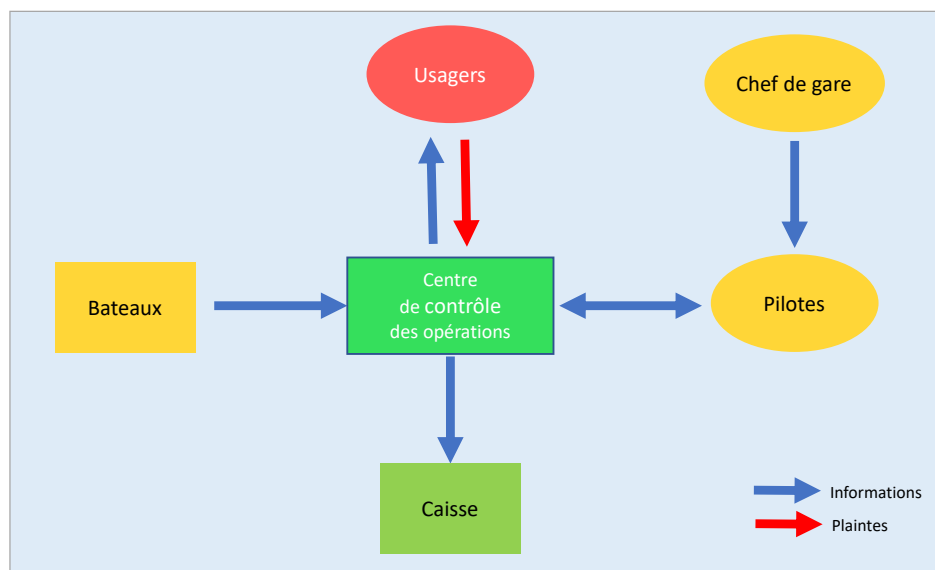 Usagers
Chef de gare
Bateaux
Centre
de contrôle
des opérations
Pilotes
Caisse
Informations
Plaintes